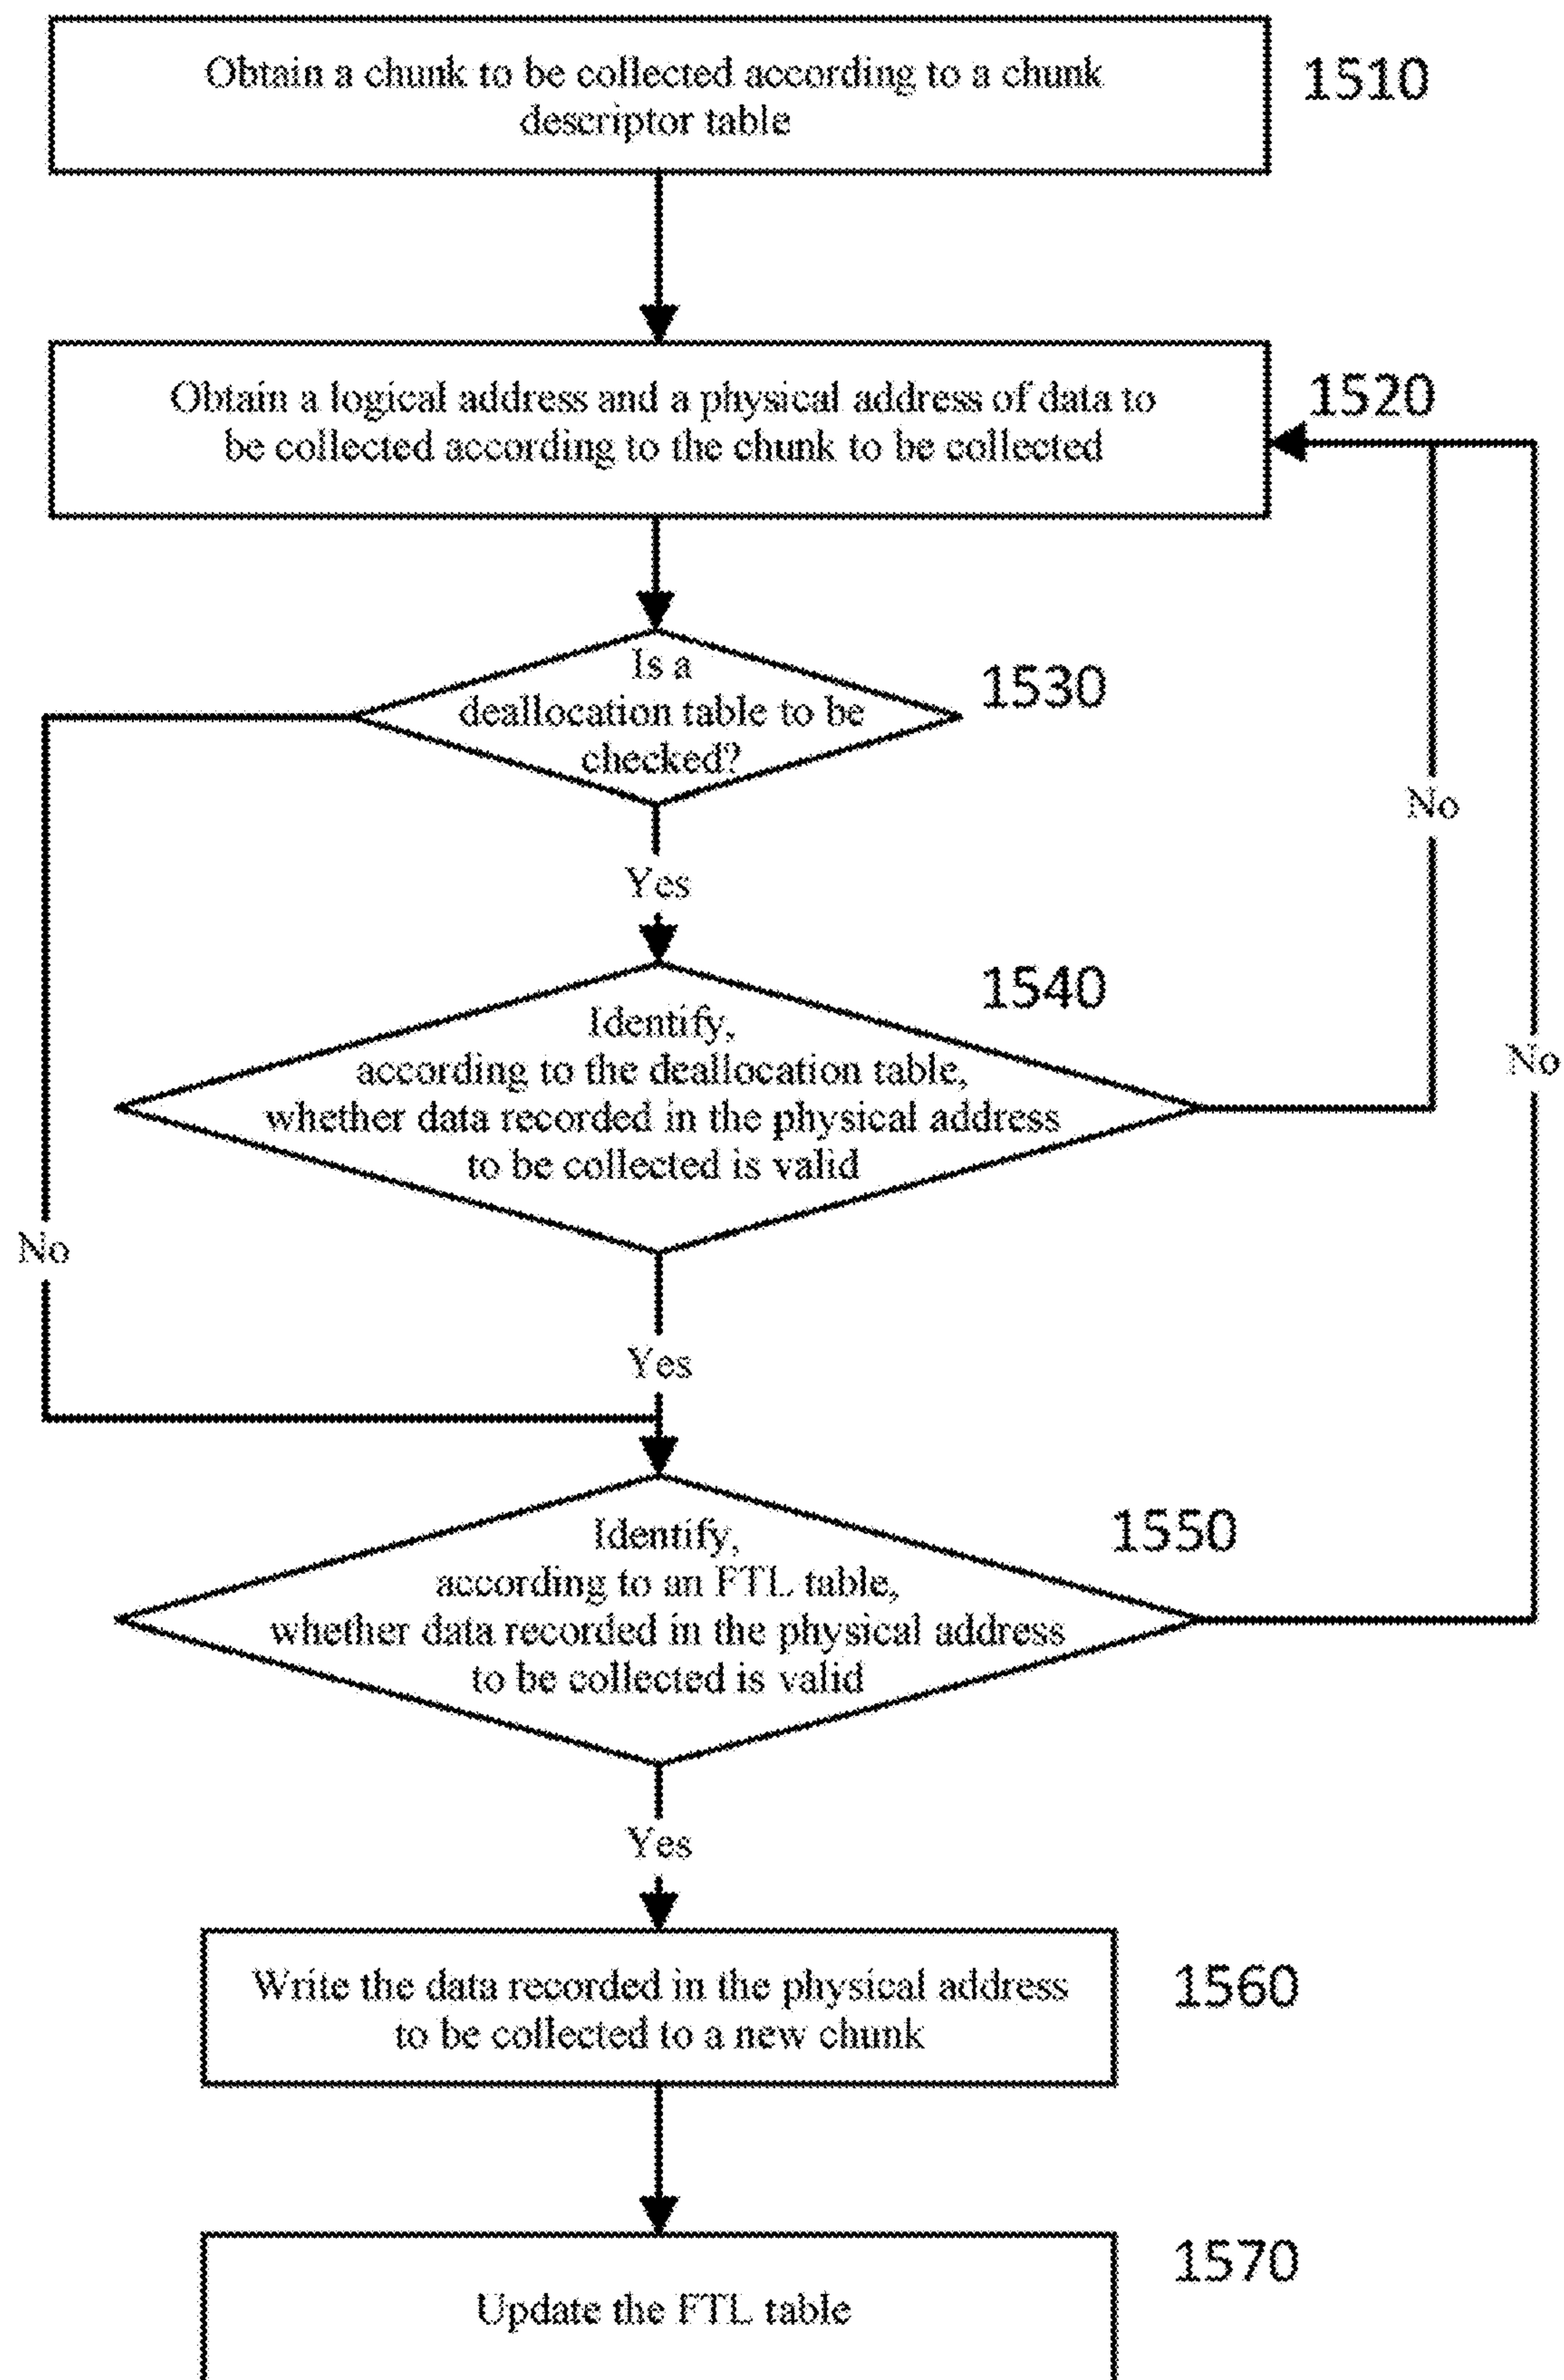 Obtain a chunk to be collected according to a chunk
descriptor table
1510
Obtain a logical address and a physical address of data to
be collected according to the chunk to be collected
1520
Is a
deallocation table to be
checked?
1530
No
Yes
Identify,
according to the deallocation table,
whether data recorded in the physical address
to be collected is valid
1540
No
No
Yes
Identify,
according to an FTL table,
whether data recorded in the physical address
to be collected is valid
1550
Yes
Write the data recorded in the physical address
to be collected to a new chunk
1560
Update the FTL table
1570